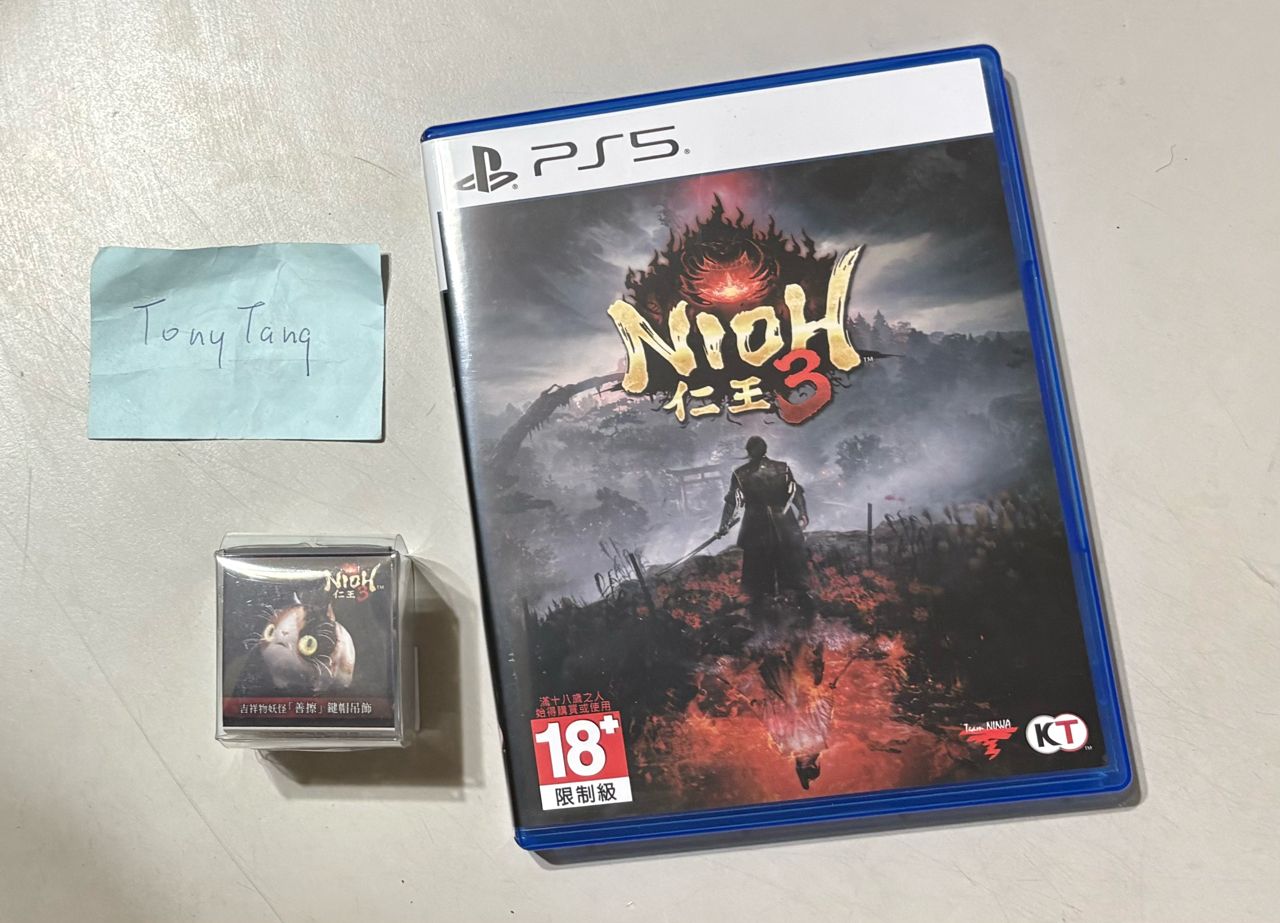 Tony Tang
NIOH
仁王3
吉祥物妖怪「善擦」鍵帽吊飾
PS5
NIOH
仁王3
滿十八歲之人
始得購買或使用
18+
限制級
Team NINJA
KT